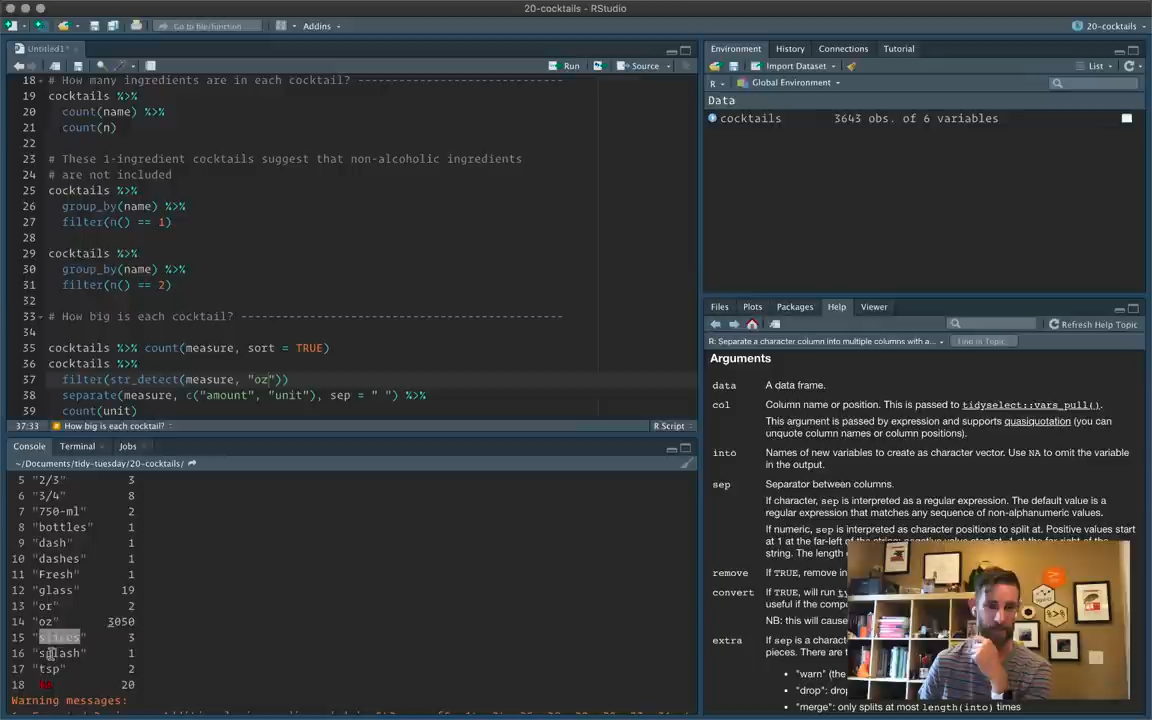 20-cocktails - RStudio
Go to file/function
Addins
20-cocktails
Untitled1*
Run
Source
18 # How many ingredients are in each cocktail? --------------------------
19 cocktails %>%
20 count(name) %>%
21 count(n)
22
23 # These 1-ingredient cocktails suggest that non-alcoholic ingredients
24 # are not included
25 cocktails %>%
26 group_by(name) %>%
27 filter(n() == 1)
28
29 cocktails %>%
30 group_by(name) %>%
31 filter(n() == 2)
32
33 # How big is each cocktail? -----------------------------------------
34
35 cocktails %>% count(measure, sort = TRUE)
36 cocktails %>%
37 filter(str_detect(measure, "oz"))
38 separate(measure, c("amount", "unit"), sep = " ") %>%
39 count(unit)
37:33
How big is each cocktail?
R Script
Console
Terminal
Jobs
~/Documents/tidy-tuesday/20-cocktails/
5 "2/3" 3
6 "3/4" 8
7 "750-ml" 2
8 "bottles" 1
9 "dash" 1
10 "dashes" 1
11 "Fresh" 1
12 "glass" 19
13 "or" 2
14 "oz" 3050
15 "slices" 3
16 "splash" 1
17 "tsp" 2
18 NA 20
Warning messages:
Environment
History
Connections
Tutorial
Import Dataset
List
R
Global Environment
Data
cocktails 3643 obs. of 6 variables
Files
Plots
Packages
Help
Viewer
Refresh Help Topic
R: Separate a character column into multiple columns with a...
Find in Topic
Arguments
data A data frame.
col Column name or position. This is passed to tidyselect::vars_pull().
This argument is passed by expression and supports quasiquotation (you can
unquote column names or column positions).
into Names of new variables to create as character vector. Use NA to omit the variable
in the output.
sep Separator between columns.
If character, sep is interpreted as a regular expression. The default value is a
regular expression that matches any sequence of non-alphanumeric values.
If numeric, sep is interpreted as character positions to split at. Positive values start
at 1 at the far-left of the string;
string. The length
remove If TRUE, remove in
convert If TRUE, will run
useful if the compo
NB: this will cause
extra If sep is a charac
pieces. There are
• "warn" (the
• "drop": drop
• "merge": only splits at most length(into) times